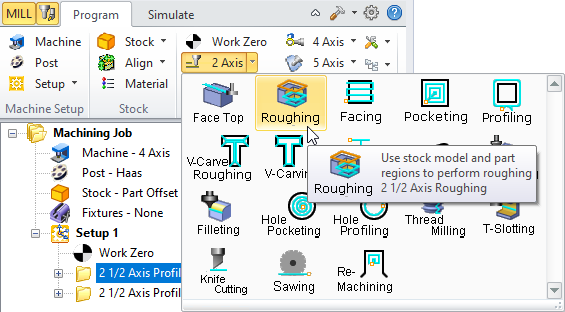 MILL
Program
Simulate
Machine
Stock
Work Zero
4 Axis
Post
Align
2 Axis
5 Axis
Setup
Material
Machine Setup
Stock
Face Top
Roughing
Facing
Pocketing
Profiling
V-Carve
Roughing
V-Carvin
Use stock model and part
regions to perform roughing
2 1/2 Axis Roughing
Roughing
Filleting
Hole
Pocketing
Hole
Profiling
Thread
Milling
T-Slotting
Knife
Cutting
Sawing
Re-
Machining
Machining Job
Machine - 4 Axis
Post - Haas
Stock - Part Offset
Fixtures - None
Setup 1
Work Zero
2 1/2 Axis Profil
2 1/2 Axis Profil